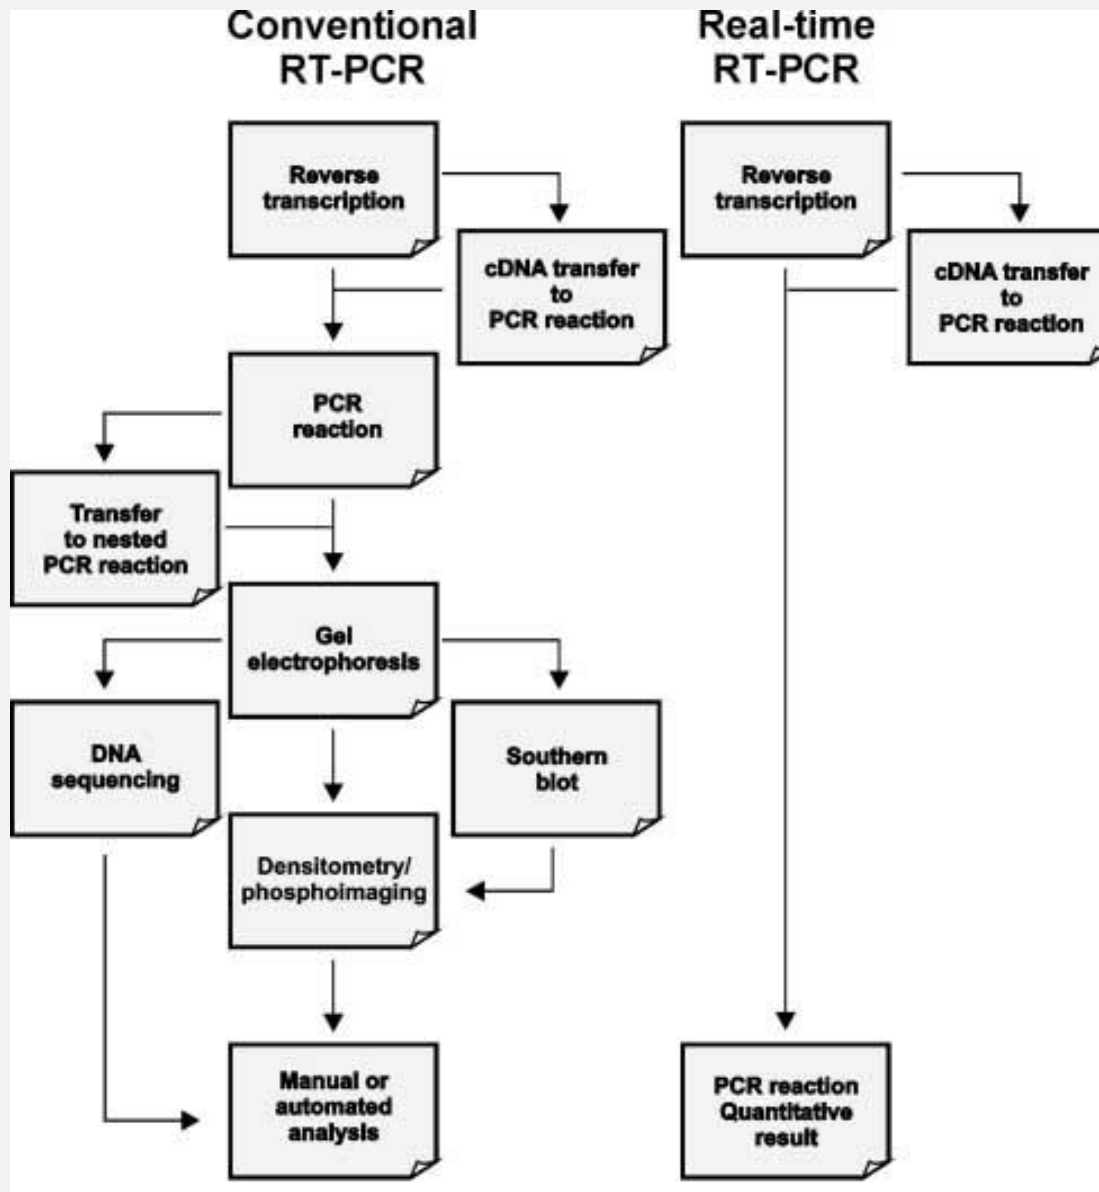 Conventional
RT-PCR
Real-time
RT-PCR
Reverse
transcription
cDNA transfer
to
PCR reaction
PCR
reaction
Transfer
to nested
PCR reaction
Gel
electrophoresis
DNA
sequencing
Southern
blot
Densitometry/
phosphoimaging
Manual or
automated
analysis
Reverse
transcription
cDNA transfer
to
PCR reaction
PCR reaction
Quantitative
result